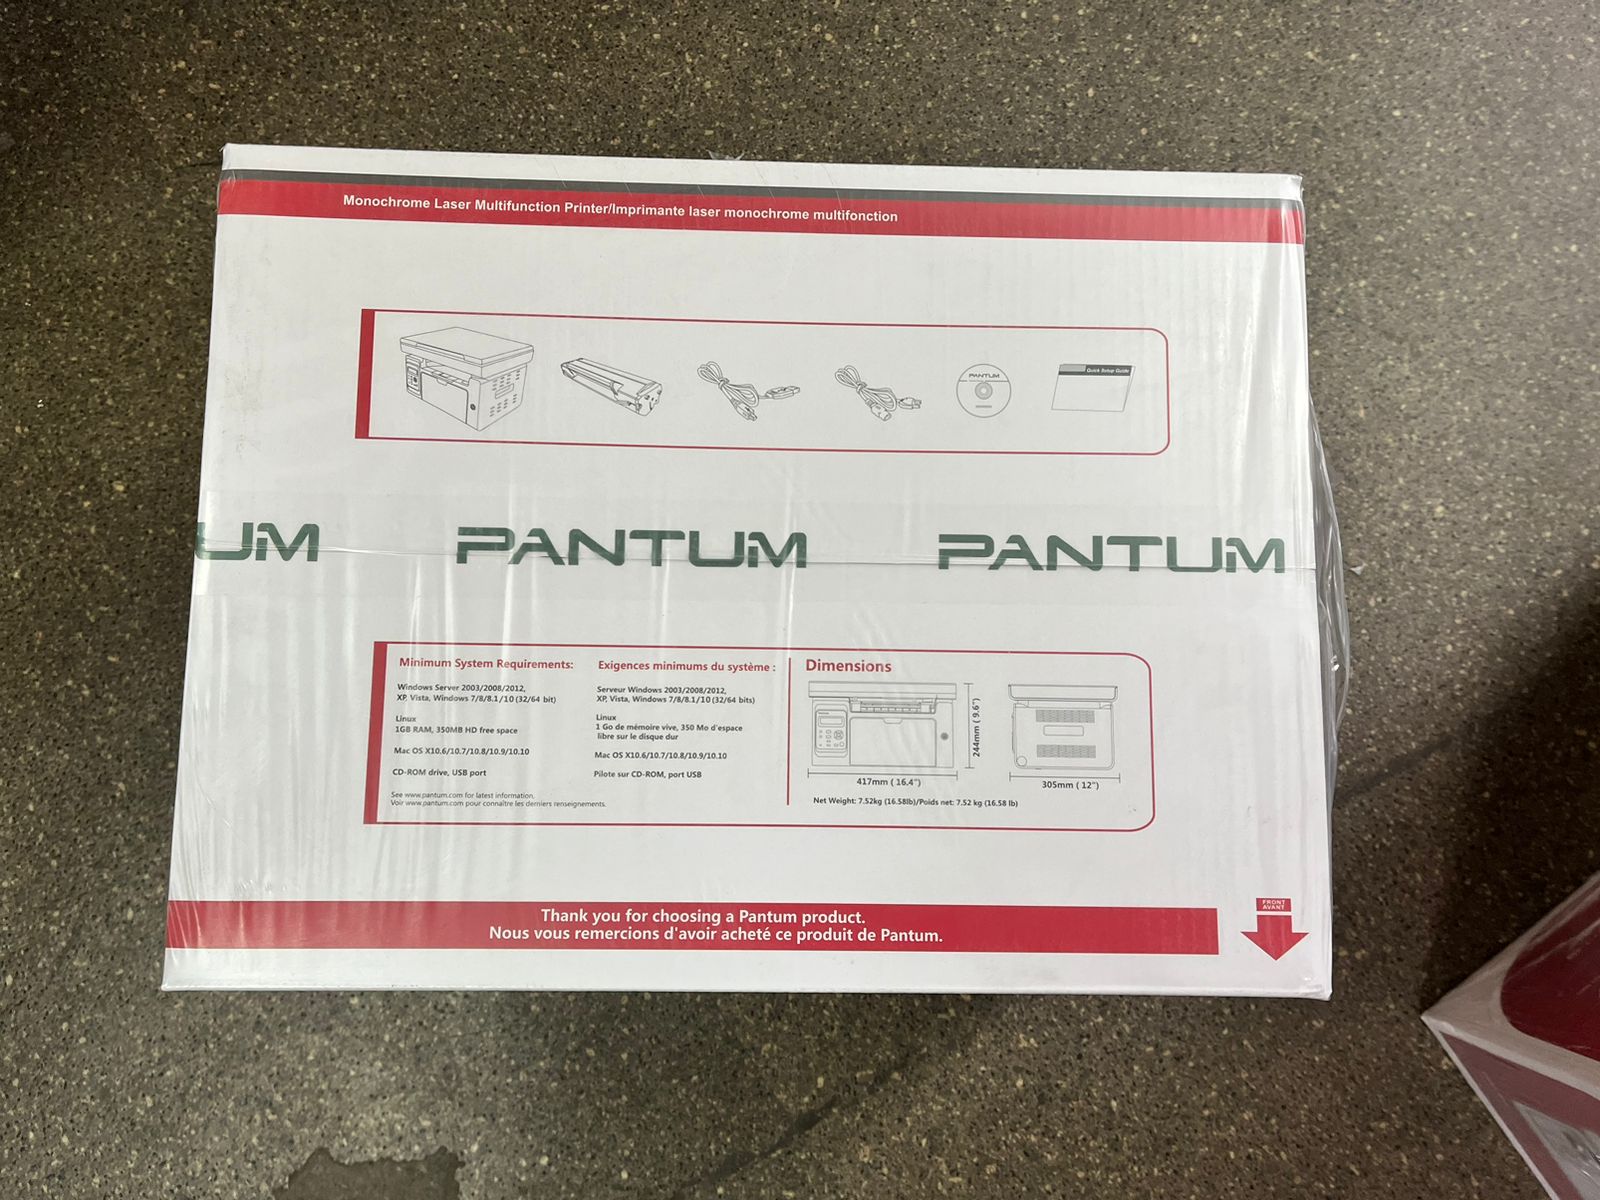 Monochrome Laser Multifunction Printer/Imprimante laser monochrome multifonction
PANTUM
Quick Setup Guide
UM PANTUM PANTUM
Minimum System Requirements:
Windows Server 2003/2008/2012,
XP, Vista, Windows 7/8/8.1/10 (32/64 bit)
Linux
1GB RAM, 350MB HD free space
Mac OS X10.6/10.7/10.8/10.9/10.10
CD-ROM drive, USB port
See www.pantum.com for latest information.
Voir www.pantum.com pour connaître les derniers renseignements.
Exigences minimums du système :
Serveur Windows 2003/2008/2012,
XP, Vista, Windows 7/8/8.1/10 (32/64 bits)
Linux
1 Go de mémoire vive, 350 Mo d'espace
libre sur le disque dur
Mac OS X10.6/10.7/10.8/10.9/10.10
Pilote sur CD-ROM, port USB
Dimensions
244mm ( 9.6")
417mm ( 16.4")
305mm ( 12")
Net Weight: 7.52kg (16.58lb)/Poids net: 7.52 kg (16.58 lb)
Thank you for choosing a Pantum product.
Nous vous remercions d'avoir acheté ce produit de Pantum.
FRONT
AVANT